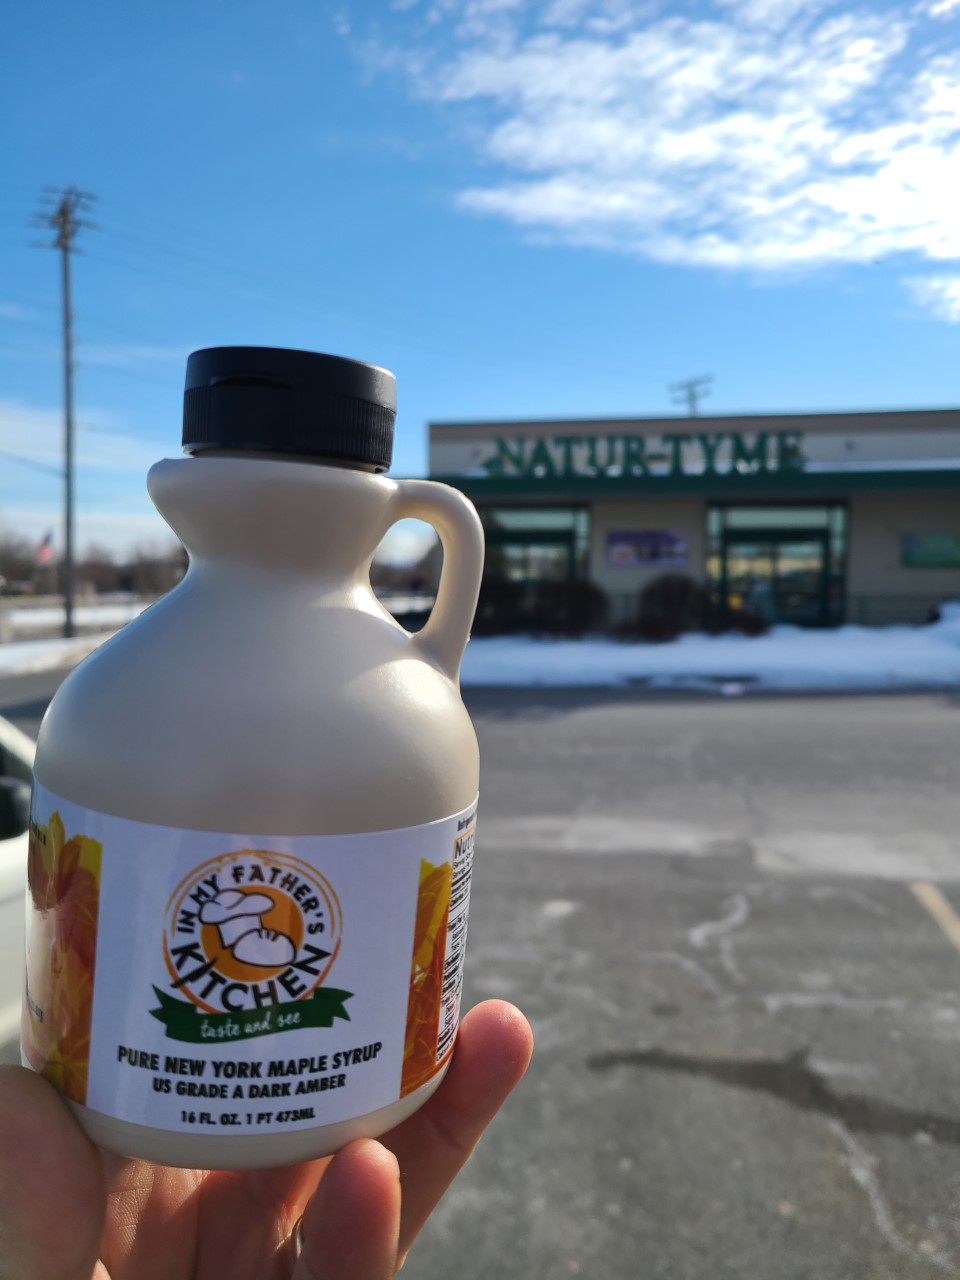 NATUR-TYME
IN MY FATHER'S
KITCHEN
taste and see
PURE NEW YORK MAPLE SYRUP
US GRADE A DARK AMBER
16 FL. OZ. 1 PT 473ML